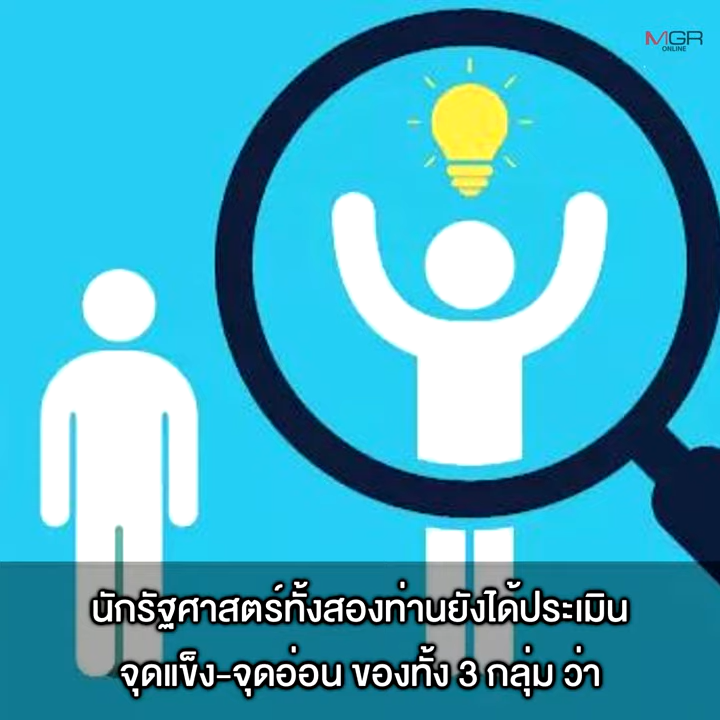 MGR
ONLINE
นักรัฐศาสตร์ทั้งสองท่านยังได้ประเมิน
จุดแข็ง-จุดอ่อน ของทั้ง 3 กลุ่ม ว่า